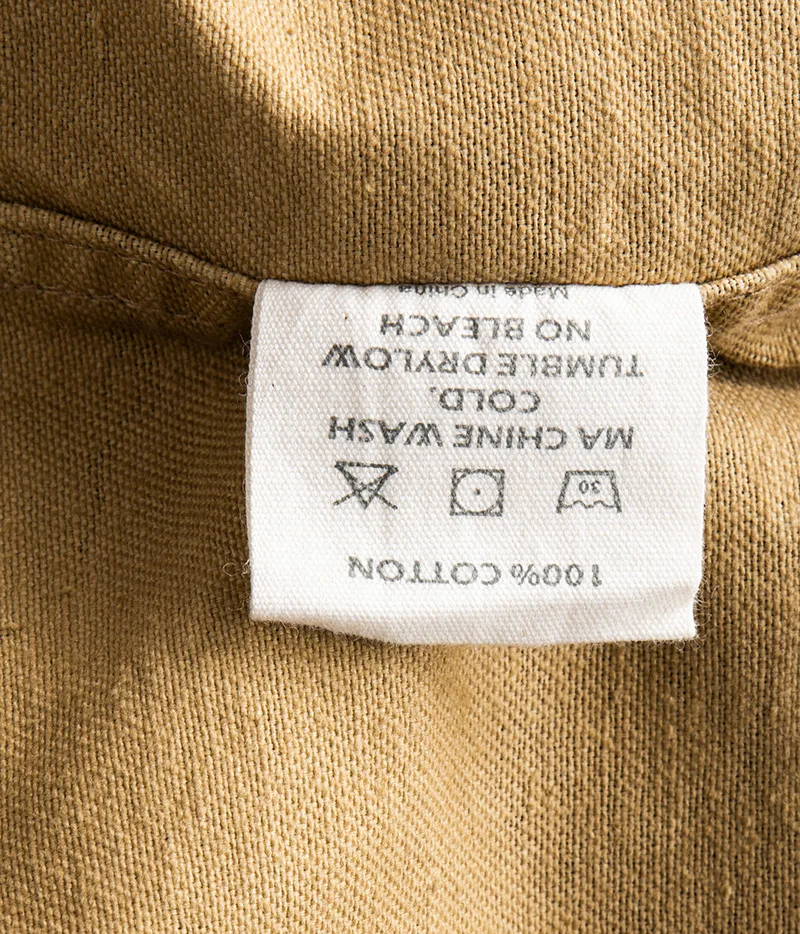 100% COTTON
30
MA CHINE WASH
COLD.
TUMBLE DRYLOW
NO BLEACH
Made in China